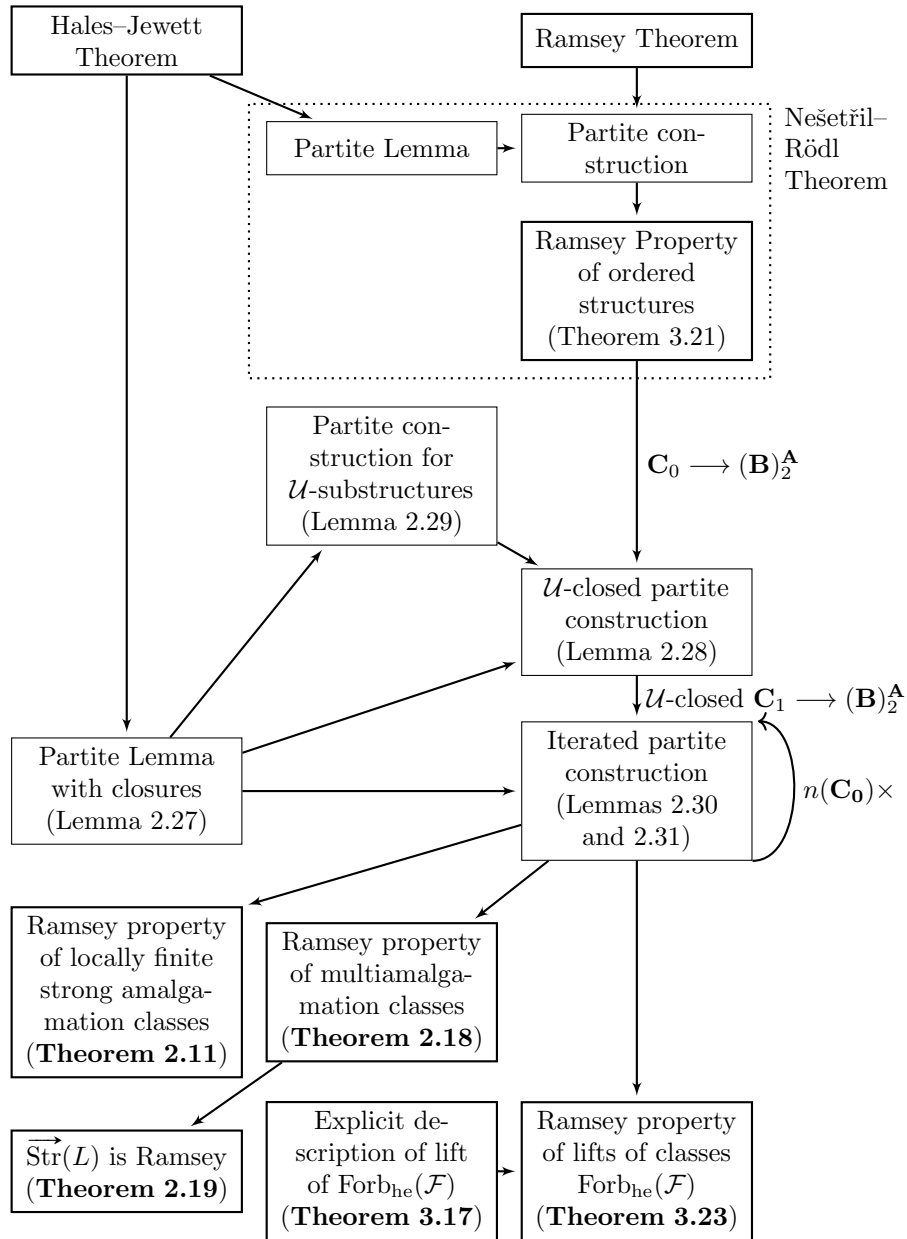 Hales–Jewett
Theorem
Ramsey Theorem
Nešetřil–
Rödl
Theorem
Partite Lemma
Partite con-
struction
Ramsey Property
of ordered
structures
(Theorem 3.21)
Partite con-
struction for
𝒰-substructures
(Lemma 2.29)
C₀ ⟶ (B)₂ᴬ
𝒰-closed partite
construction
(Lemma 2.28)
𝒰-closed C₁ ⟶ (B)₂ᴬ
Partite Lemma
with closures
(Lemma 2.27)
Iterated partite
construction
(Lemmas 2.30
and 2.31)
n(C₀)×
Ramsey property
of locally finite
strong amalga-
mation classes
(Theorem 2.11)
Ramsey property
of multiamalga-
mation classes
(Theorem 2.18)
S⃗tr(L) is Ramsey
(Theorem 2.19)
Explicit de-
scription of lift
of Forbₕₑ(ℱ)
(Theorem 3.17)
Ramsey property
of lifts of classes
Forbₕₑ(ℱ)
(Theorem 3.23)